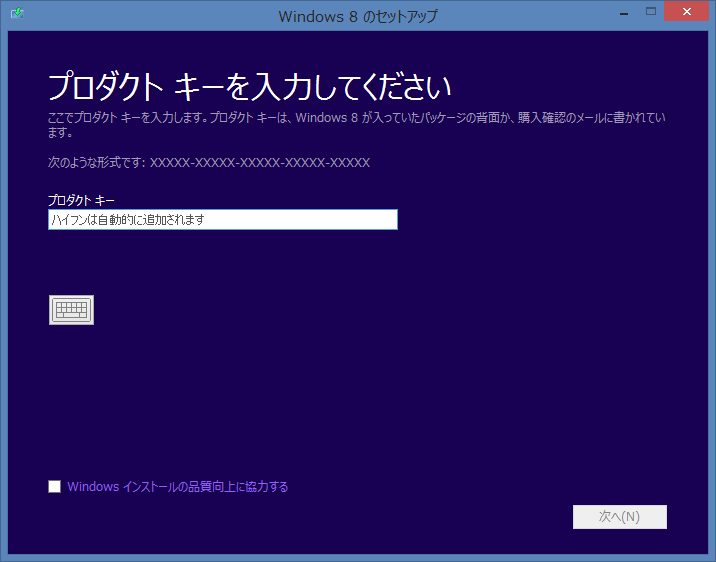 Windows 8 のセットアップ
プロダクト キーを入力してください
ここでプロダクト キーを入力します。プロダクト キーは、Windows 8 が入っていたパッケージの背面か、購入確認のメールに書かれてい
ます。
次のような形式です: XXXXX-XXXXX-XXXXX-XXXXX-XXXXX
プロダクト キー
ハイフンは自動的に追加されます
Windows インストールの品質向上に協力する
次へ(N)